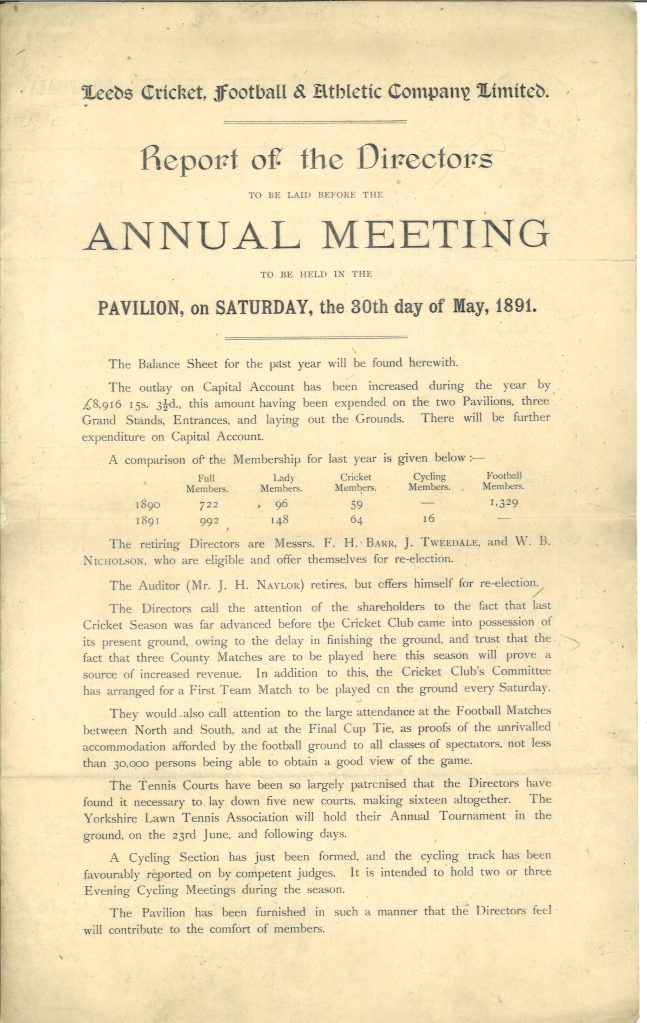 Leeds Cricket, Football & Athletic Company Limited.
Report of the Directors
TO BE LAID BEFORE THE
ANNUAL MEETING
TO BE HELD IN THE
PAVILION, on SATURDAY, the 30th day of May, 1891.
The Balance Sheet for the past year will be found herewith.
The outlay on Capital Account has been increased during the year by
£8,916 15s. 3½d., this amount having been expended on the two Pavilions, three
Grand Stands, Entrances, and laying out the Grounds. There will be further
expenditure on Capital Account.
A comparison of the Membership for last year is given below :—
Full Lady Cricket Cycling Football
Members. Members. Members. Members. Members.
1890 722 96 59 — 1,329
1891 992 148 64 16 —
The retiring Directors are Messrs. F. H. BARR, J. TWEEDALE, and W. B.
NICHOLSON, who are eligible and offer themselves for re-election.
The Auditor (Mr. J. H. NAYLOR) retires, but offers himself for re-election.
The Directors call the attention of the shareholders to the fact that last
Cricket Season was far advanced before the Cricket Club came into possession of
its present ground, owing to the delay in finishing the ground, and trust that the
fact that three County Matches are to be played here this season will prove a
source of increased revenue. In addition to this, the Cricket Club's Committee
has arranged for a First Team Match to be played on the ground every Saturday.
They would also call attention to the large attendance at the Football Matches
between North and South, and at the Final Cup Tie, as proofs of the unrivalled
accommodation afforded by the football ground to all classes of spectators, not less
than 30,000 persons being able to obtain a good view of the game.
The Tennis Courts have been so largely patronised that the Directors have
found it necessary to lay down five new courts, making sixteen altogether. The
Yorkshire Lawn Tennis Association will hold their Annual Tournament in the
ground, on the 23rd June, and following days.
A Cycling Section has just been formed, and the cycling track has been
favourably reported on by competent judges. It is intended to hold two or three
Evening Cycling Meetings during the season.
The Pavilion has been furnished in such a manner that the Directors feel
will contribute to the comfort of members.